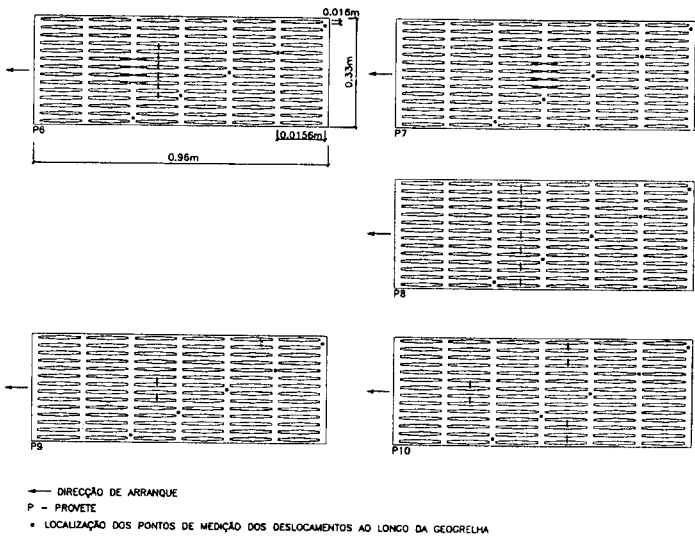 0.016m
0.33m
P6
0.0156m
0.96m
P7
P8
P9
P10
DIRECÇÃO DE ARRANQUE
P - PROVETE
LOCALIZAÇÃO DOS PONTOS DE MEDIÇÃO DOS DESLOCAMENTOS AO LONGO DA GEOGRELHA